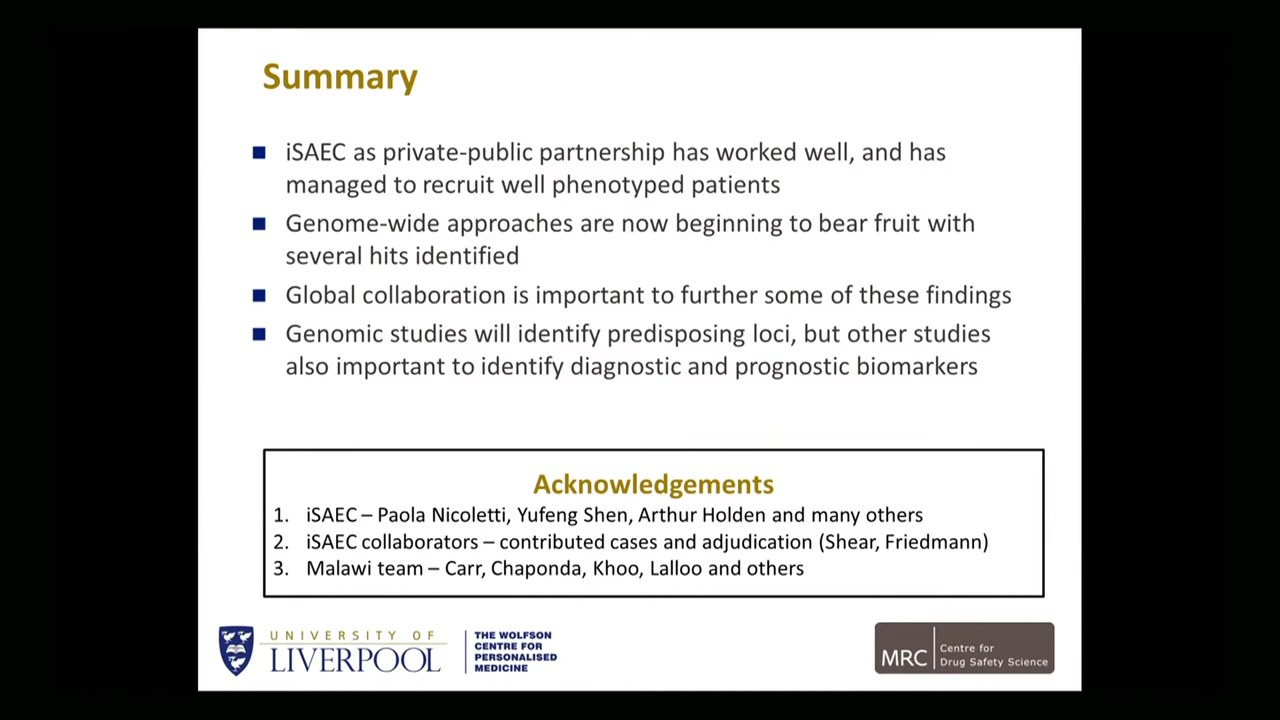 Summary
iSAEC as private-public partnership has worked well, and has
managed to recruit well phenotyped patients
Genome-wide approaches are now beginning to bear fruit with
several hits identified
Global collaboration is important to further some of these findings
Genomic studies will identify predisposing loci, but other studies
also important to identify diagnostic and prognostic biomarkers
Acknowledgements
1. iSAEC – Paola Nicoletti, Yufeng Shen, Arthur Holden and many others
2. iSAEC collaborators – contributed cases and adjudication (Shear, Friedmann)
3. Malawi team – Carr, Chaponda, Khoo, Lalloo and others
UNIVERSITY OF
LIVERPOOL
THE WOLFSON
CENTRE FOR
PERSONALISED
MEDICINE
MRC
Centre for
Drug Safety Science